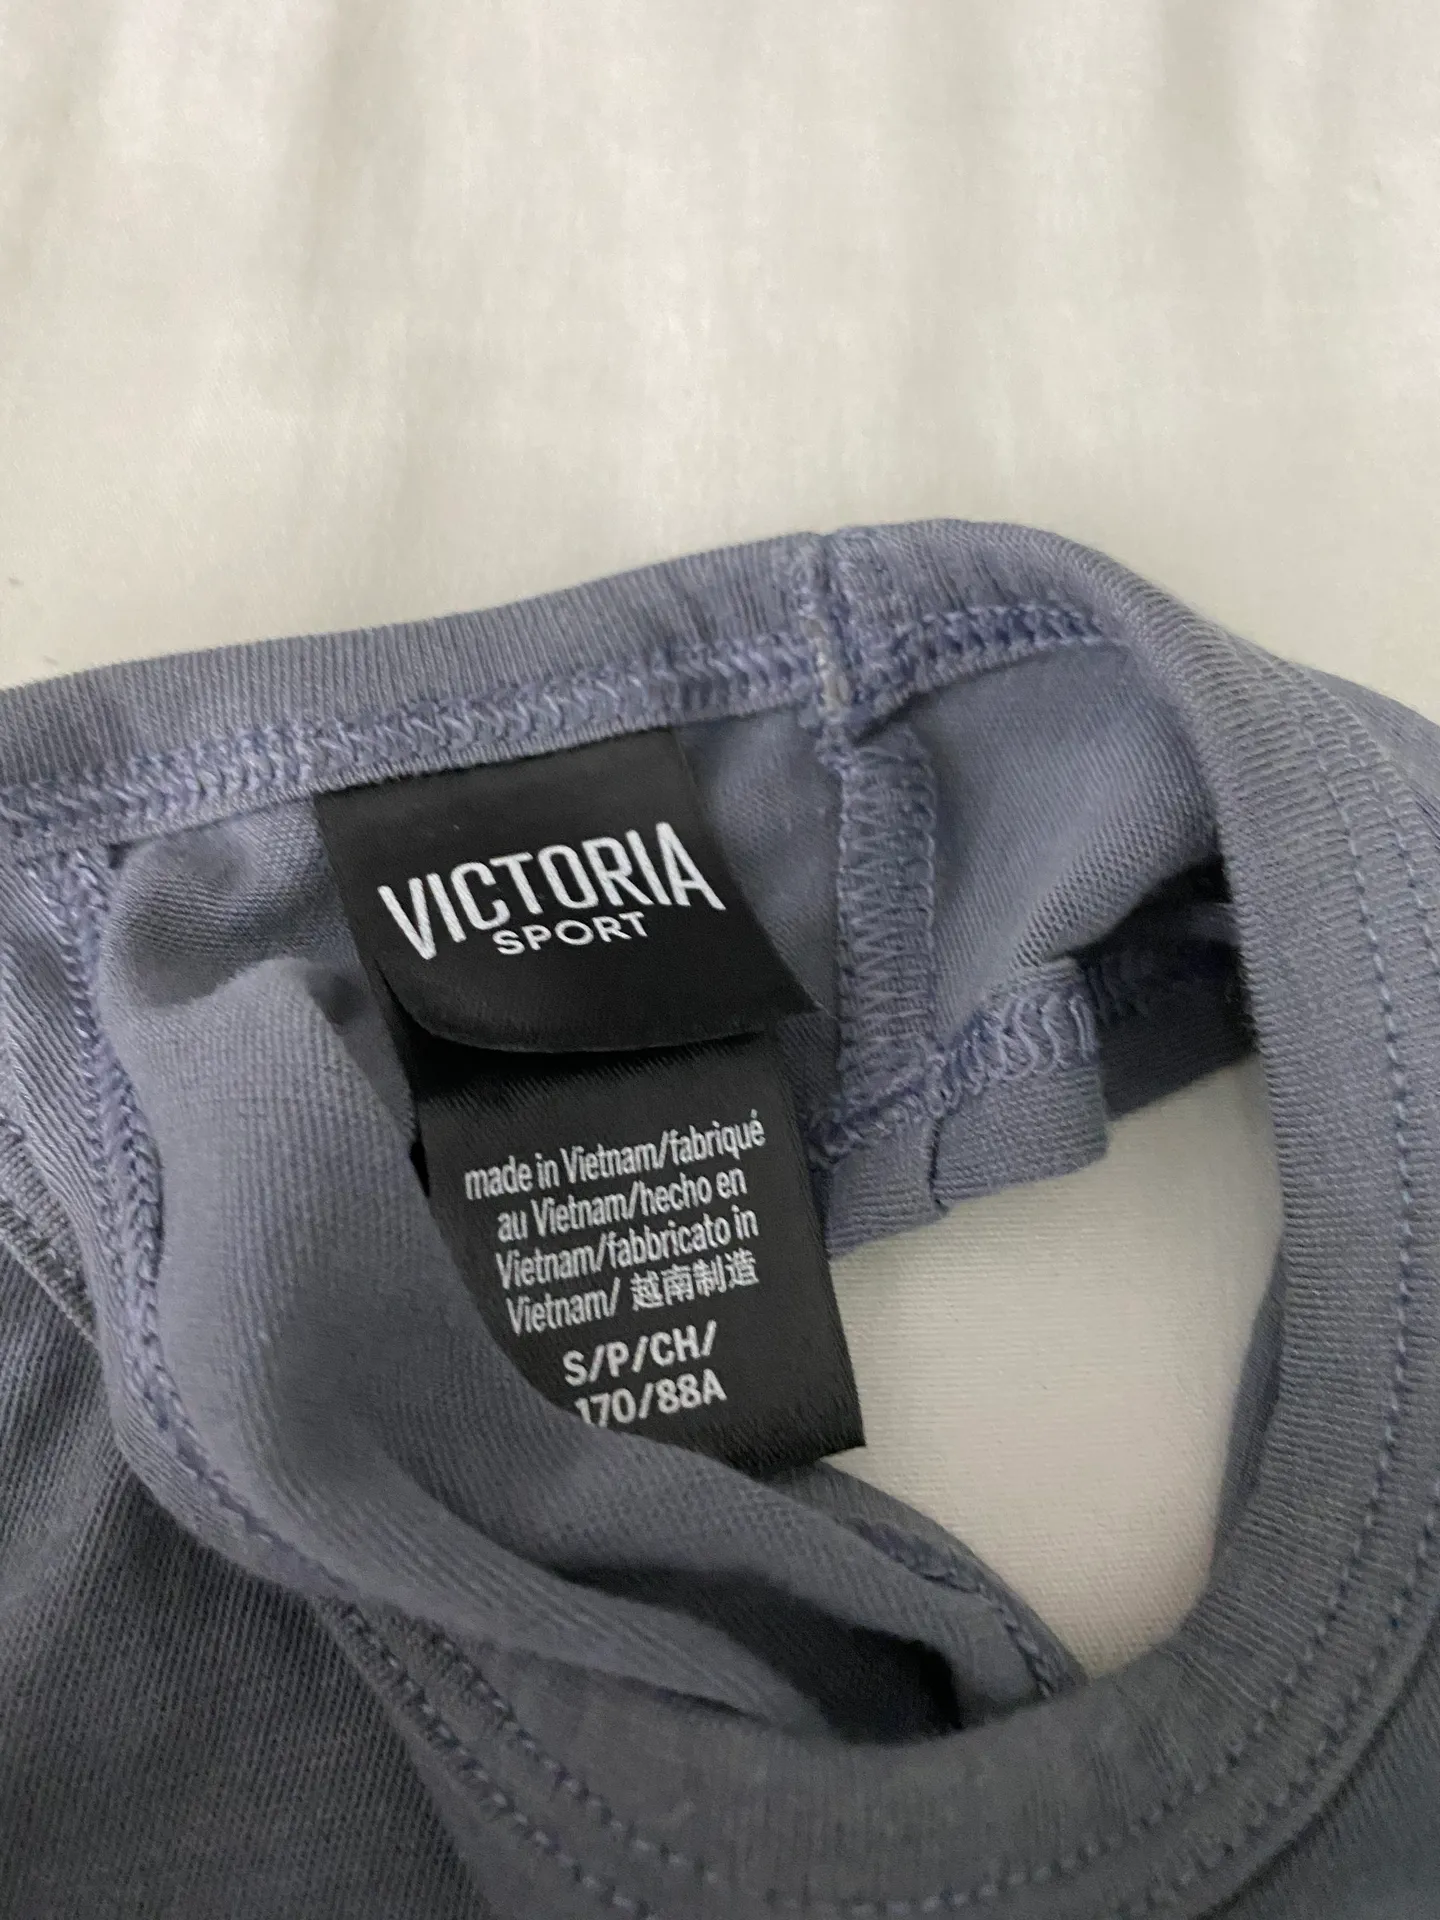 VICTORIA
SPORT
made in Vietnam/fabriqué
au Vietnam/hecho en
Vietnam/fabbricato in
Vietnam/ 越南制造
S/P/CH/
170/88A